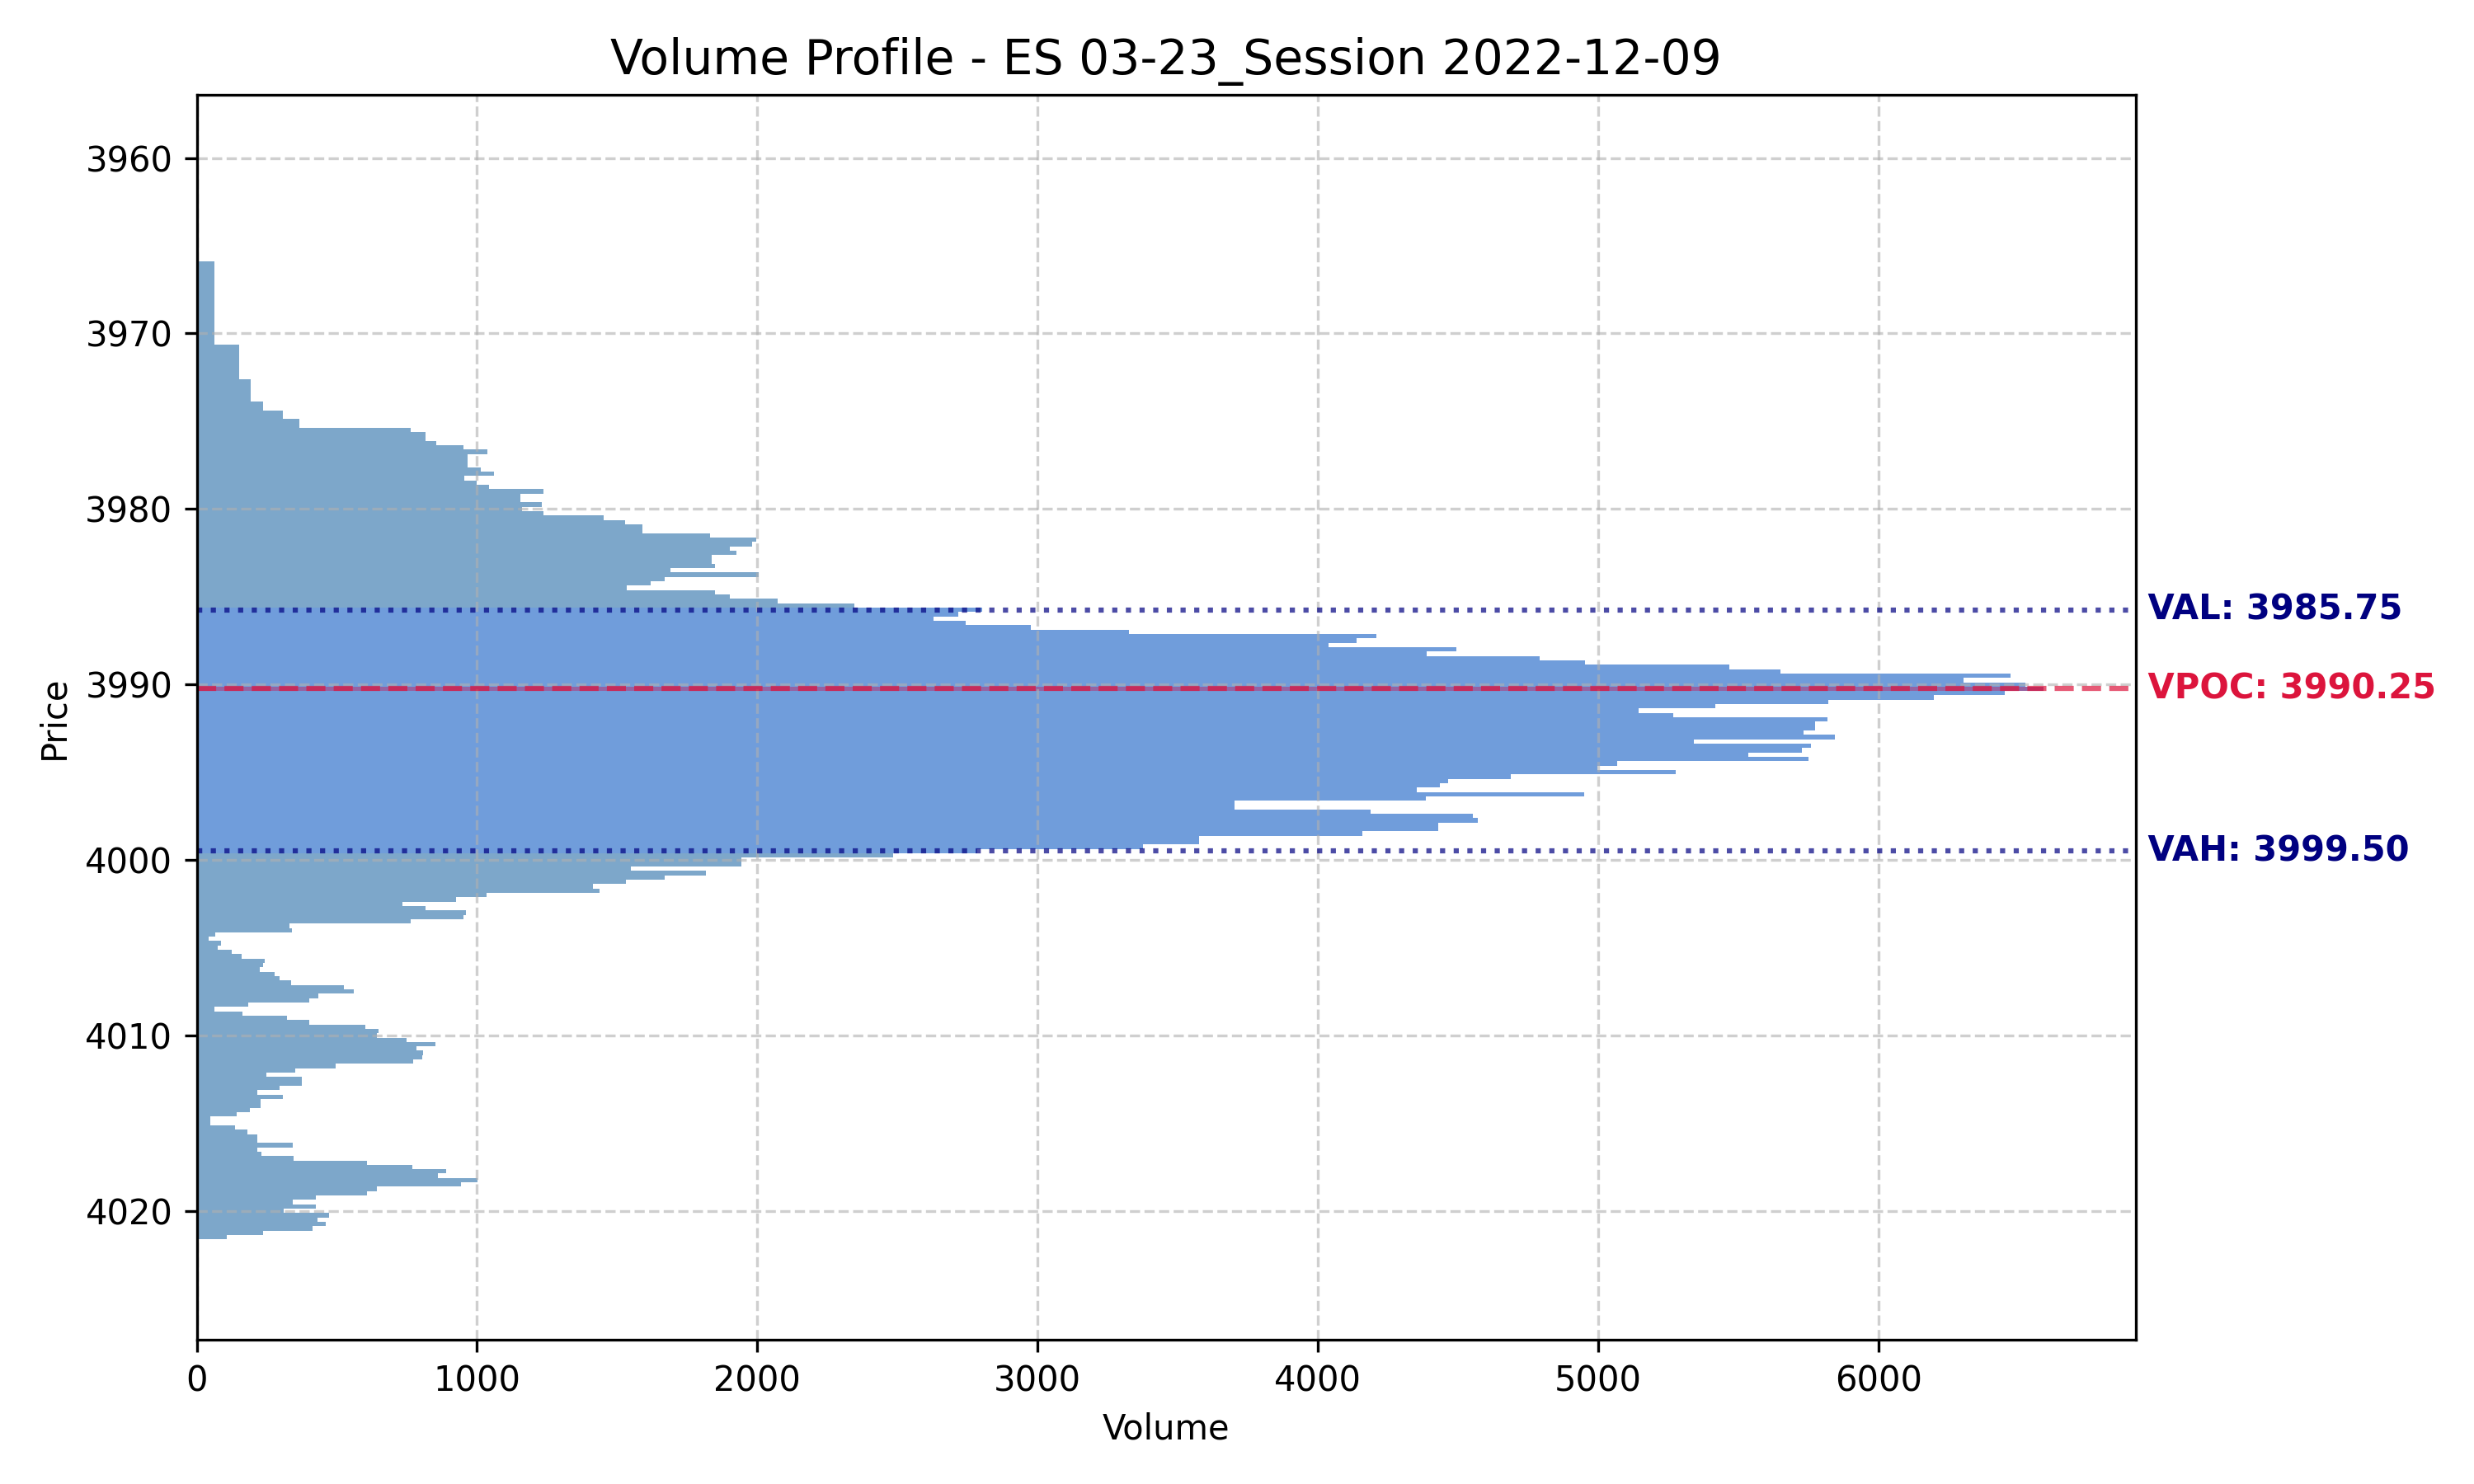 Volume Profile - ES 03-23_Session 2022-12-09
3960
3970
3980
3990
4000
4010
4020
Price
VAL: 3985.75
VPOC: 3990.25
VAH: 3999.50
0 1000 2000 3000 4000 5000 6000
Volume